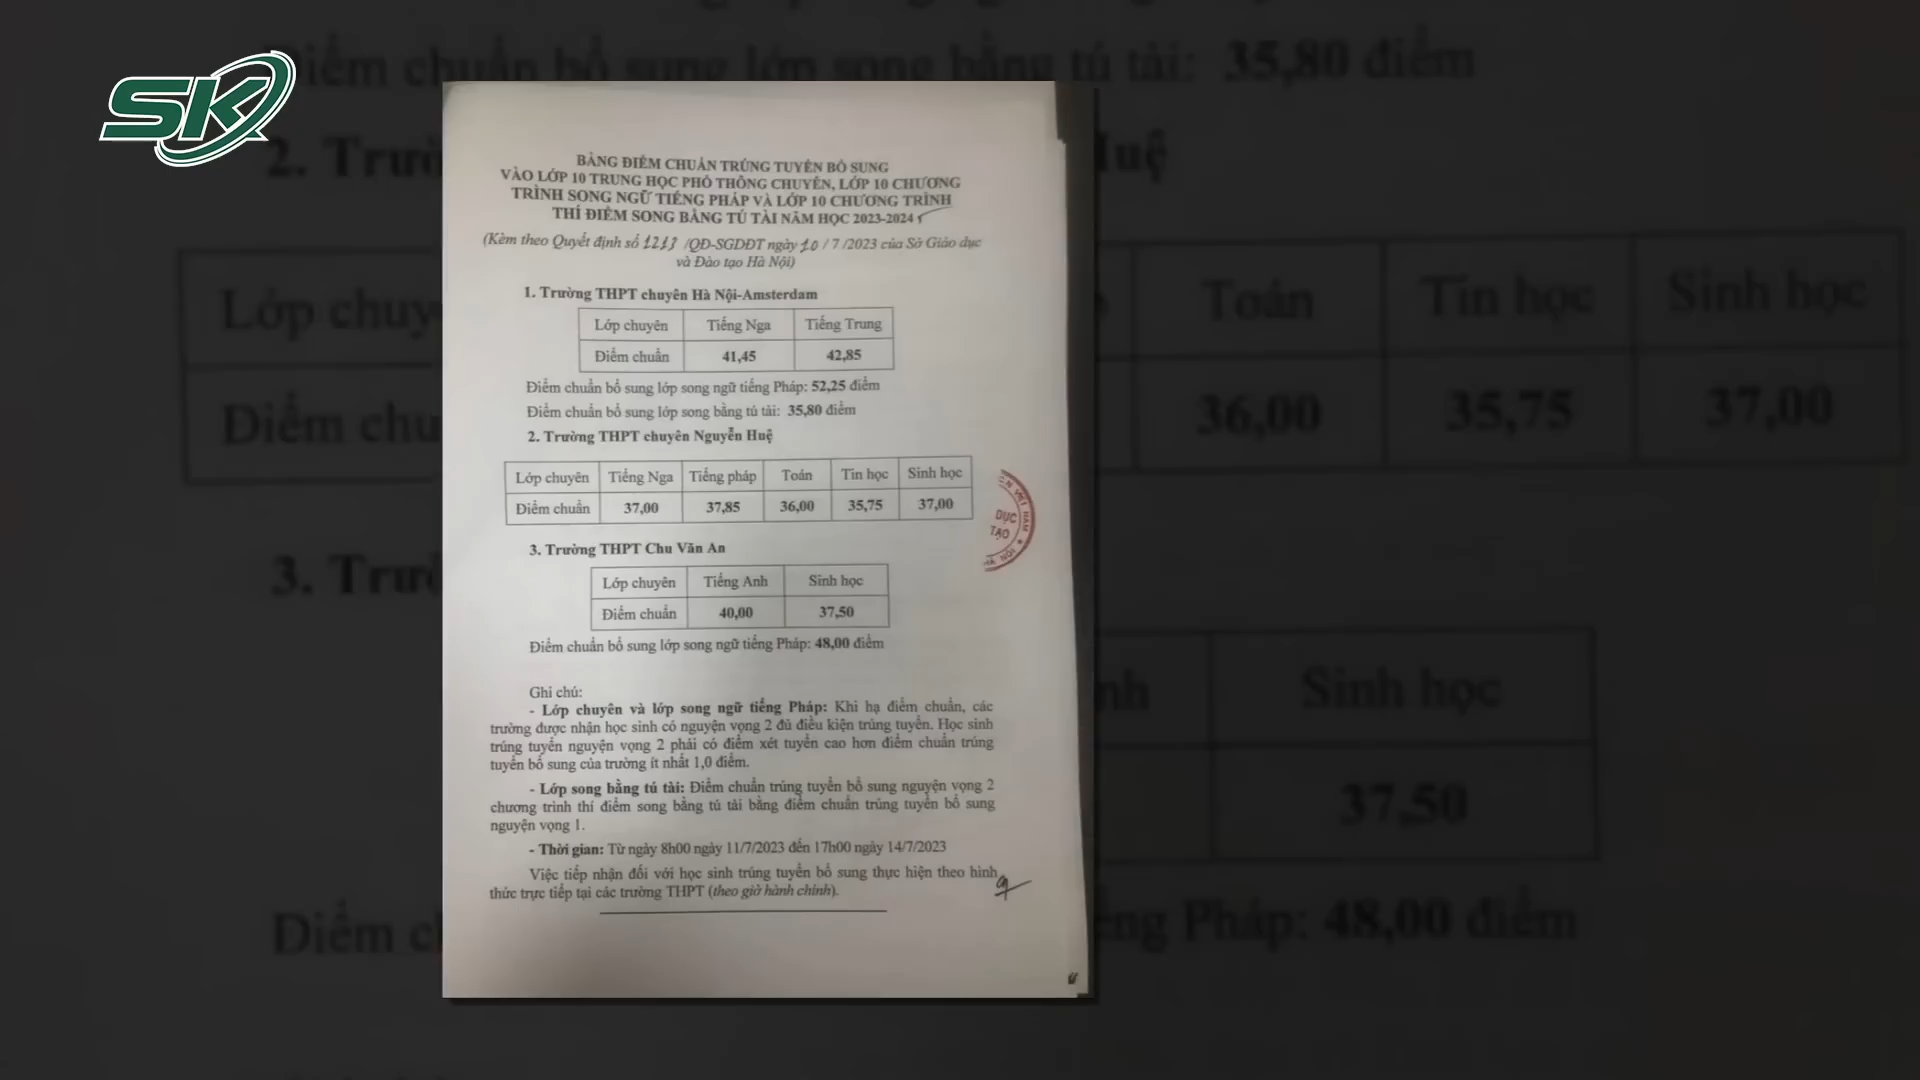 SK
BẢNG ĐIỂM CHUẨN TRÚNG TUYỂN BỔ SUNG
VÀO LỚP 10 TRUNG HỌC PHỔ THÔNG CHUYÊN, LỚP 10 CHƯƠNG
TRÌNH SONG NGỮ TIẾNG PHÁP VÀ LỚP 10 CHƯƠNG TRÌNH
THÍ ĐIỂM SONG BẰNG TÚ TÀI NĂM HỌC 2023-2024
(Kèm theo Quyết định số /QĐ-SGDĐT ngày 10 / 7 /2023 của Sở Giáo dục
và Đào tạo Hà Nội)
1. Trường THPT chuyên Hà Nội-Amsterdam
Lớp chuyên Tiếng Nga Tiếng Trung
Điểm chuẩn 41,45 42,85
Điểm chuẩn bổ sung lớp song ngữ tiếng Pháp: 52,25 điểm
Điểm chuẩn bổ sung lớp song bằng tú tài: 35,80 điểm
2. Trường THPT chuyên Nguyễn Huệ
Lớp chuyên Tiếng Nga Tiếng pháp Toán Tin học Sinh học
Điểm chuẩn 37,00 37,85 36,00 35,75 37,00
DỤC
TẠO
3. Trường THPT Chu Văn An
Lớp chuyên Tiếng Anh Sinh học
Điểm chuẩn 40,00 37,50
Điểm chuẩn bổ sung lớp song ngữ tiếng Pháp: 48,00 điểm
Ghi chú:
- Lớp chuyên và lớp song ngữ tiếng Pháp: Khi hạ điểm chuẩn, các
trường được nhận học sinh có nguyện vọng 2 đủ điều kiện trúng tuyển. Học sinh
trúng tuyển nguyện vọng 2 phải có điểm xét tuyển cao hơn điểm chuẩn trúng
tuyển bổ sung của trường ít nhất 1,0 điểm.
- Lớp song bằng tú tài: Điểm chuẩn trúng tuyển bổ sung nguyện vọng 2
chương trình thí điểm song bằng tú tài bằng điểm chuẩn trúng tuyển bổ sung
nguyện vọng 1.
- Thời gian: Từ ngày 8h00 ngày 11/7/2023 đến 17h00 ngày 14/7/2023
Việc tiếp nhận đối với học sinh trúng tuyển bổ sung thực hiện theo hình
thức trực tiếp tại các trường THPT (theo giờ hành chính).